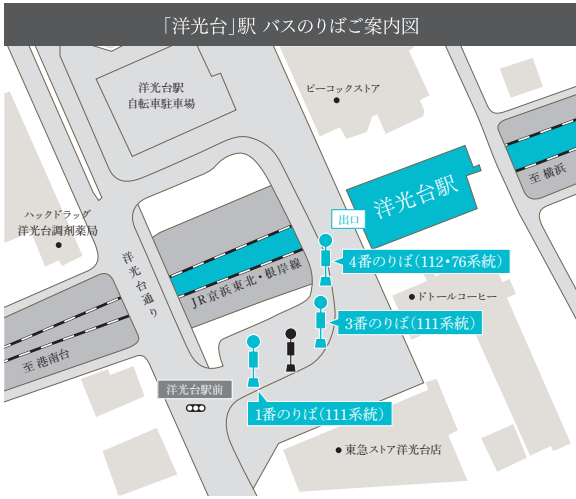 「洋光台」駅 バスのりばご案内図
洋光台駅
自転車駐車場
ピーコックストア
至 横浜
洋光台駅
出口
ハックドラッグ
洋光台調剤薬局
洋光台通り
JR京浜東北・根岸線
4番のりば(112・76系統)
ドトールコーヒー
3番のりば(111系統)
至 港南台
洋光台駅前
1番のりば(111系統)
東急ストア洋光台店